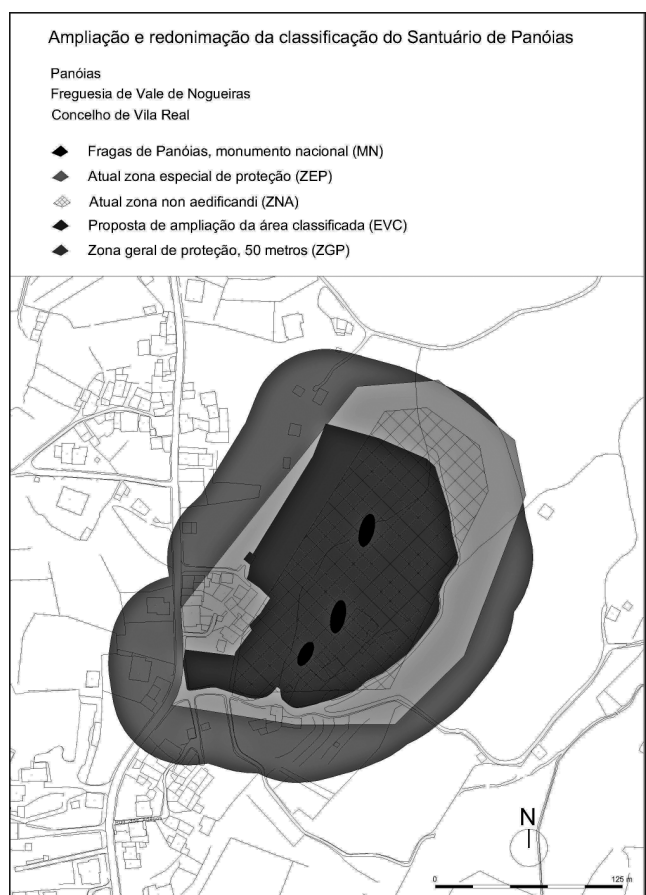 Ampliação e redonimação da classificação do Santuário de Panóias
Panóias
Freguesia de Vale de Nogueiras
Concelho de Vila Real
Fragas de Panóias, monumento nacional (MN)
Atual zona especial de proteção (ZEP)
Atual zona non aedificandi (ZNA)
Proposta de ampliação da área classificada (EVC)
Zona geral de proteção, 50 metros (ZGP)
N
0 125 m